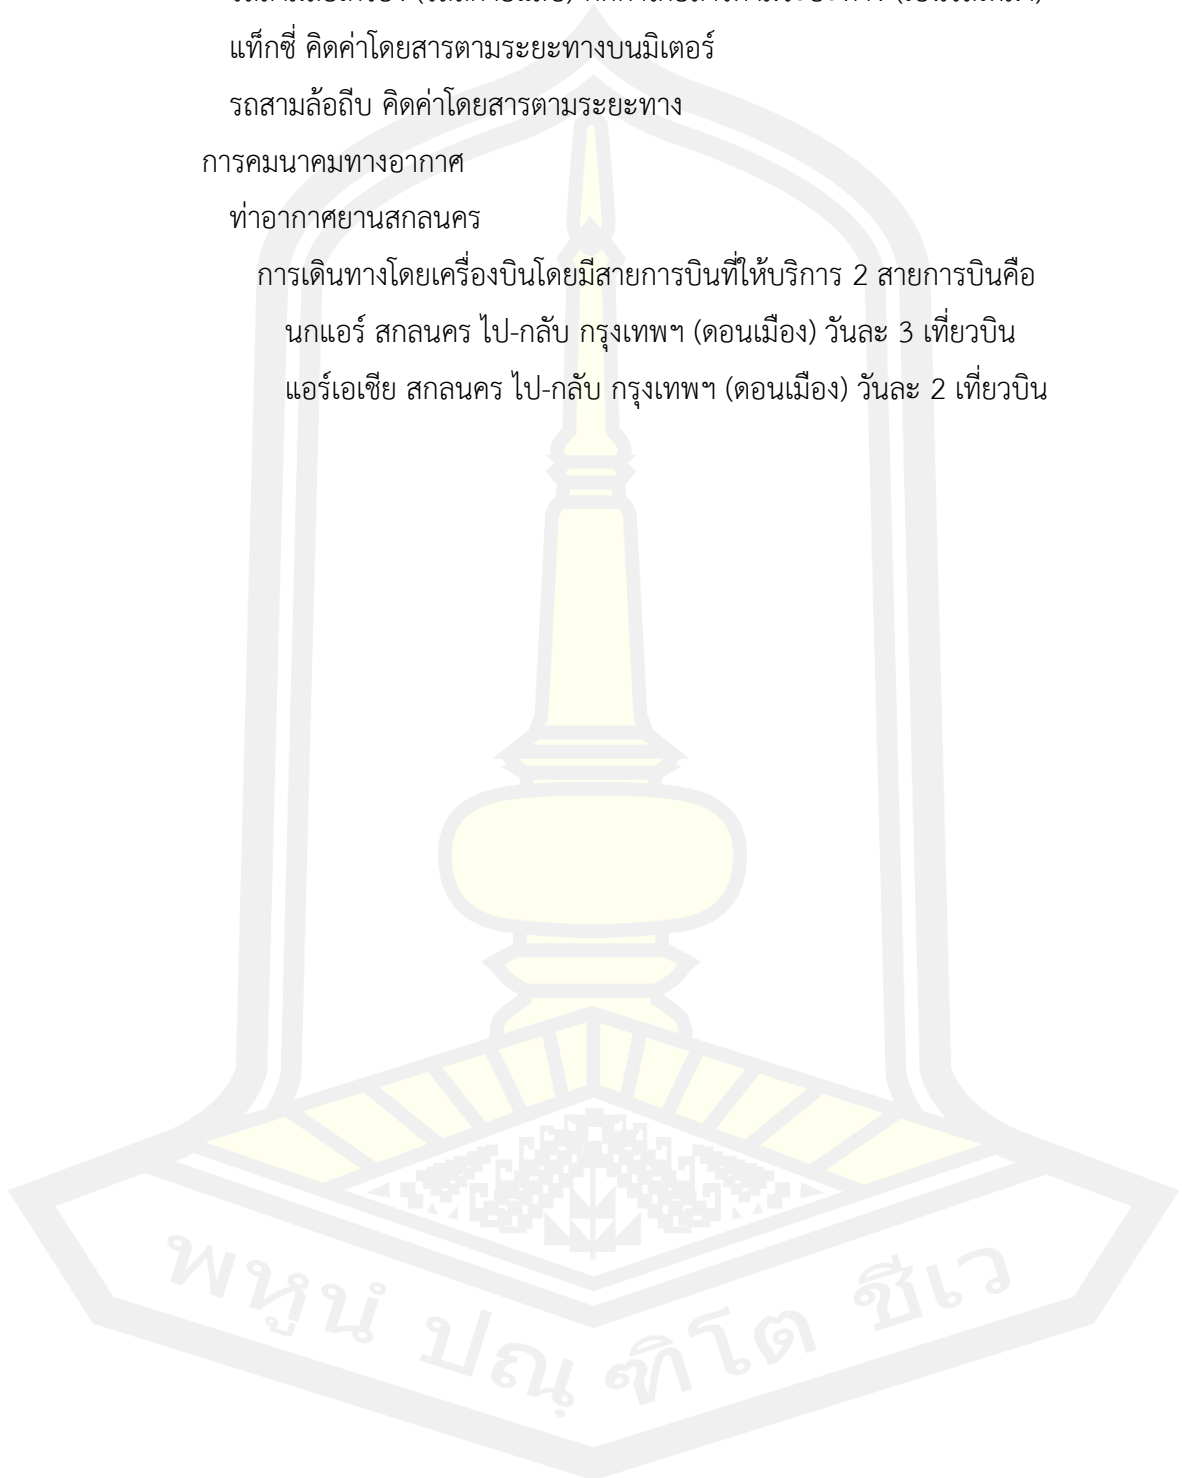 แท็กซี่ คิดค่าโดยสารตามระยะทางบนมิเตอร์
รถสามล้อถีบ คิดค่าโดยสารตามระยะทาง
การคมนาคมทางอากาศ
ท่าอากาศยานสกลนคร
การเดินทางโดยเครื่องบินโดยมีสายการบินที่ให้บริการ 2 สายการบินคือ
นกแอร์ สกลนคร ไป-กลับ กรุงเทพฯ (ดอนเมือง) วันละ 3 เที่ยวบิน
แอร์เอเชีย สกลนคร ไป-กลับ กรุงเทพฯ (ดอนเมือง) วันละ 2 เที่ยวบิน
พหูนํ ปณฺฑิโต ชีเว